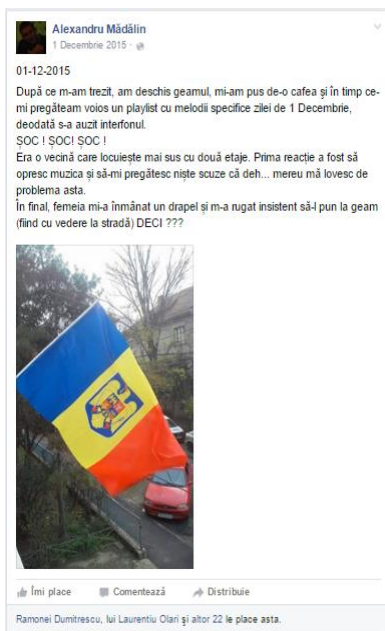 Alexandru Mădălin
1 Decembrie 2015 ·
01-12-2015
După ce m-am trezit, am deschis geamul, mi-am pus de-o cafea și în timp ce-
mi pregăteam voios un playlist cu melodii specifice zilei de 1 Decembrie,
deodată s-a auzit interfonul.
ȘOC ! ȘOC! ȘOC !
Era o vecină care locuiește mai sus cu două etaje. Prima reacție a fost să
opresc muzica și să-mi pregătesc niște scuze că deh... mereu mă lovesc de
problema asta.
În final, femeia mi-a înmânat un drapel și m-a rugat insistent să-l pun la geam
(fiind cu vedere la stradă) DECI ???
Îmi place Comentează Distribuie
Ramonei Dumitrescu, lui Laurentiu Olari și altor 22 le place asta.